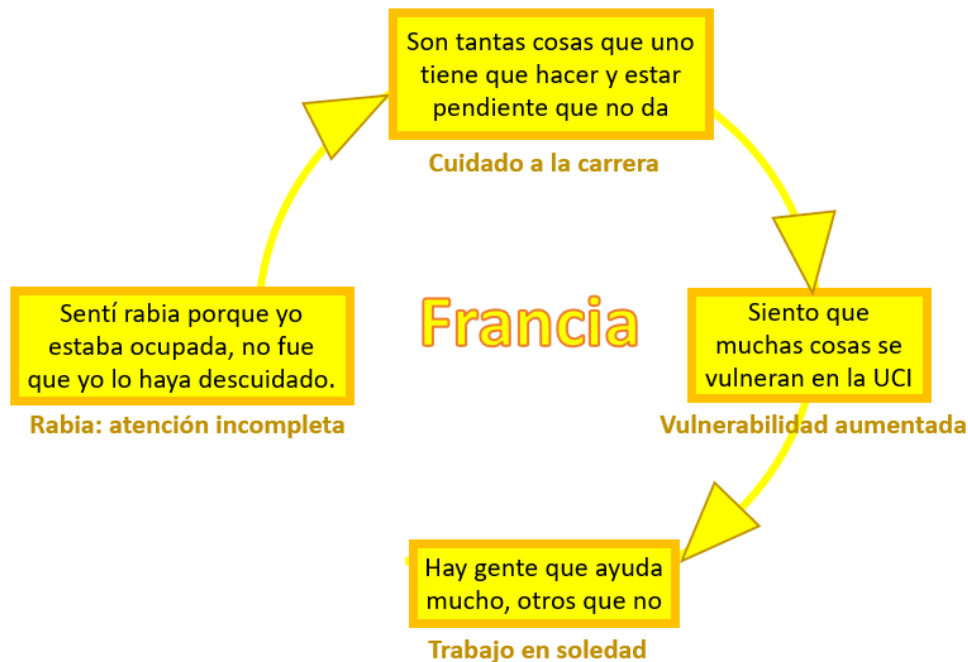 Son tantas cosas que uno
tiene que hacer y estar
pendiente que no da
Cuidado a la carrera
Francia
Siento que
muchas cosas se
vulneran en la UCI
Vulnerabilidad aumentada
Hay gente que ayuda
mucho, otros que no
Trabajo en soledad
Sentí rabia porque yo
estaba ocupada, no fue
que yo lo haya descuidado.
Rabia: atención incompleta